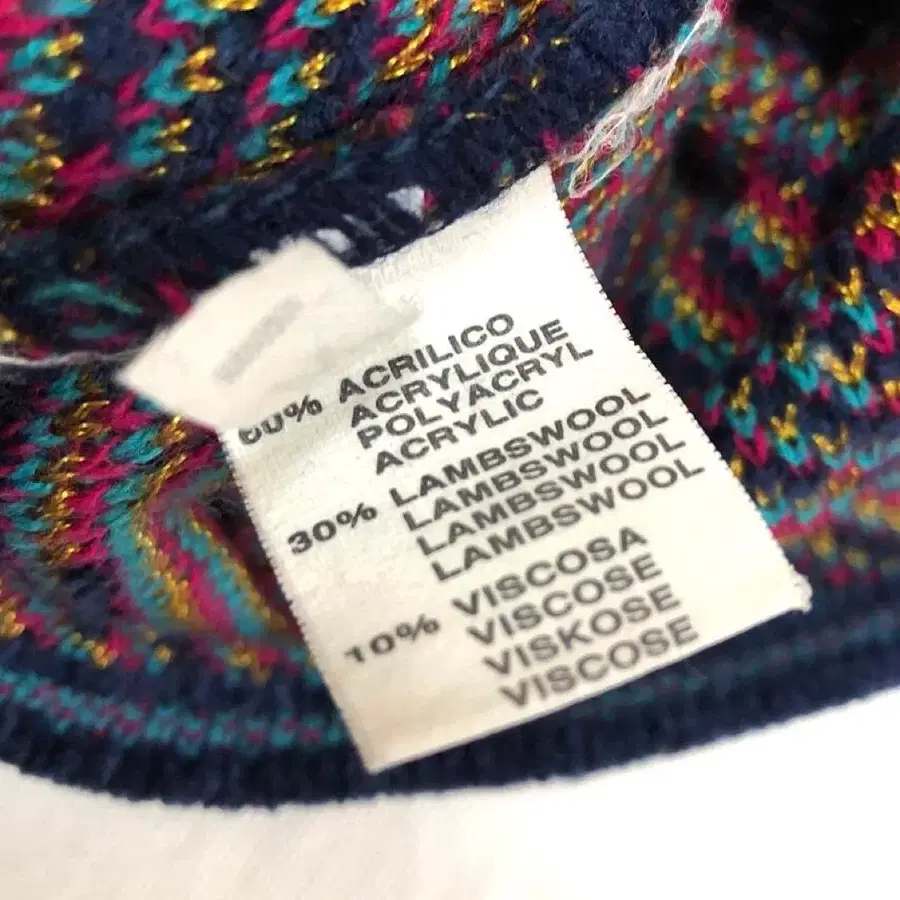 60% ACRILICO
ACRYLIQUE
POLYACRYL
ACRYLIC
30% LAMBSWOOL
LAMBSWOOL
LAMBSWOOL
LAMBSWOOL
10% VISCOSA
VISCOSE
VISKOSE
VISCOSE